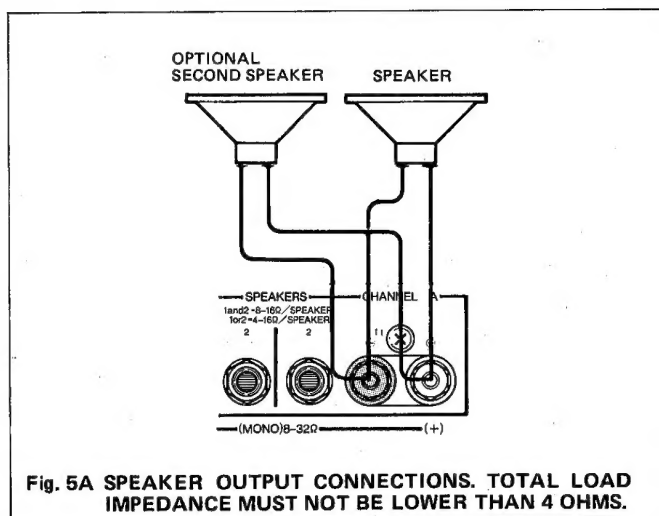 OPTIONAL
SECOND SPEAKER
SPEAKER
SPEAKERS
CHANNEL A
1and2=8-16Ω/SPEAKER
1or2=4-16Ω/SPEAKER
2
2
1
(MONO)8-32Ω
(+)
Fig. 5A SPEAKER OUTPUT CONNECTIONS. TOTAL LOAD
IMPEDANCE MUST NOT BE LOWER THAN 4 OHMS.